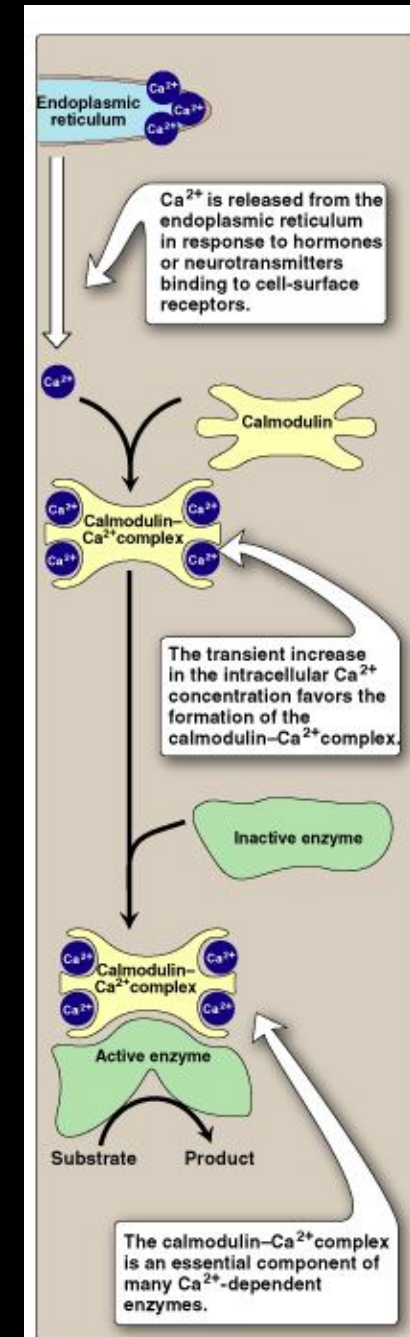 Ca²⁺
Ca²⁺
Ca²⁺
Endoplasmic
reticulum
Ca²⁺ is released from the
endoplasmic reticulum
in response to hormones
or neurotransmitters
binding to cell-surface
receptors.
Ca²⁺
Calmodulin
Ca²⁺
Ca²⁺
Calmodulin–
Ca²⁺complex
Ca²⁺
Ca²⁺
The transient increase
in the intracellular Ca²⁺
concentration favors the
formation of the
calmodulin–Ca²⁺complex.
Inactive enzyme
Ca²⁺
Ca²⁺
Calmodulin–
Ca²⁺complex
Ca²⁺
Ca²⁺
Active enzyme
Substrate
Product
The calmodulin–Ca²⁺complex
is an essential component of
many Ca²⁺-dependent
enzymes.